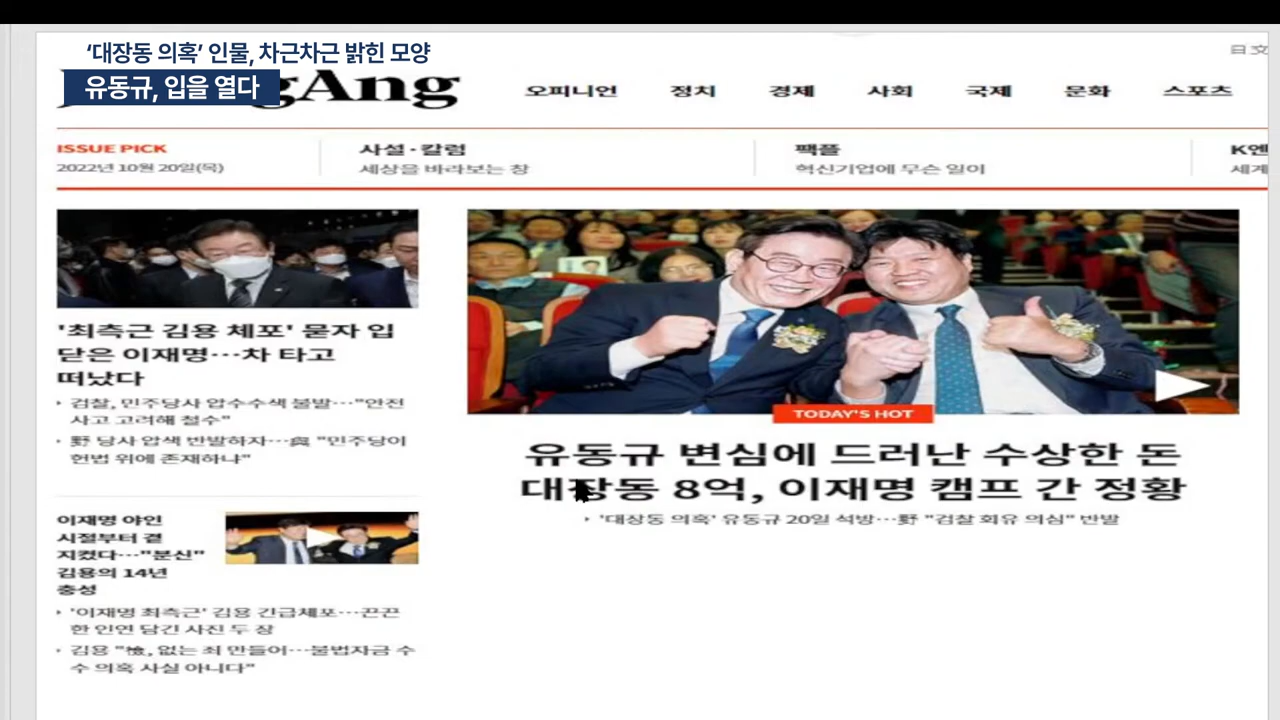 ‘대장동 의혹’ 인물, 차근차근 밝힌 모양
유동규, 입을 열다
gAng
日文
오피니언 정치 경제 사회 국제 문화 스포츠
ISSUE PICK
2022년 10월 20일(목)
사설·칼럼
세상을 바라보는 창
팩플
혁신기업에 무슨 일이
K엔
세계
'최측근 김용 체포' 묻자 입
닫은 이재명…차 타고
떠났다
검찰, 민주당사 압수수색 불발…"안전
사고 고려해 철수"
野 당사 압색 반발하자…與 "민주당이
헌법 위에 존재하냐"
이재명 야인
시절부터 곁
지켰다…"분신"
김용의 14년
충성
'이재명 최측근' 김용 긴급체포…끈끈
한 인연 담긴 사진 두 장
김용 "檢, 없는 죄 만들어…불법자금 수
수 의혹 사실 아니다"
TODAY'S HOT
유동규 변심에 드러난 수상한 돈
대장동 8억, 이재명 캠프 간 정황
'대장동 의혹' 유동규 20일 석방…野 "검찰 회유 의심" 반발